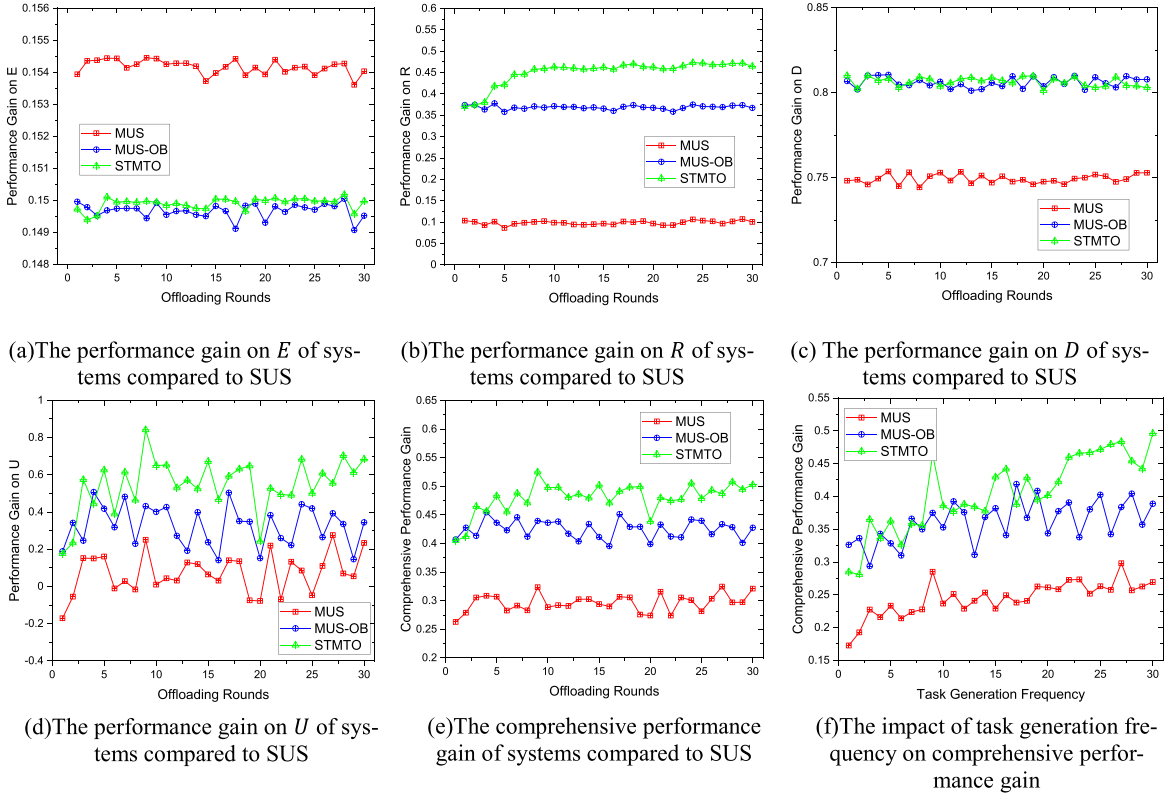 0.156
0.155
0.154
0.153
0.152
0.151
0.15
0.149
0.148
Performance Gain on E
MUS
MUS-OB
STMTO
0 5 10 15 20 25 30
Offloading Rounds
(a)The performance gain on E of sys-
tems compared to SUS
0.6
0.55
0.5
0.45
0.4
0.35
0.3
0.25
0.2
0.15
0.1
0.05
0
Performance Gain on R
MUS
MUS-OB
STMTO
0 5 10 15 20 25 30
Offloading Rounds
(b)The performance gain on R of sys-
tems compared to SUS
0.85
0.8
0.75
0.7
Performance Gain on D
MUS
MUS-OB
STMTO
0 5 10 15 20 25 30
Offloading Rounds
(c) The performance gain on D of sys-
tems compared to SUS
1
0.8
0.6
0.4
0.2
0
-0.2
-0.4
Performance Gain on U
MUS
MUS-OB
STMTO
0 5 10 15 20 25 30
Offloading Rounds
(d)The performance gain on U of sys-
tems compared to SUS
0.65
0.6
0.55
0.5
0.45
0.4
0.35
0.3
0.25
0.2
Comprehensive Performance Gain
MUS
MUS-OB
STMTO
0 5 10 15 20 25 30
Offloading Rounds
(e)The comprehensive performance
gain of systems compared to SUS
0.55
0.5
0.45
0.4
0.35
0.3
0.25
0.2
0.15
Comprehensive Performance Gain
MUS
MUS-OB
STMTO
0 5 10 15 20 25 30
Task Generation Frequency
(f)The impact of task generation fre-
quency on comprehensive perfor-
mance gain